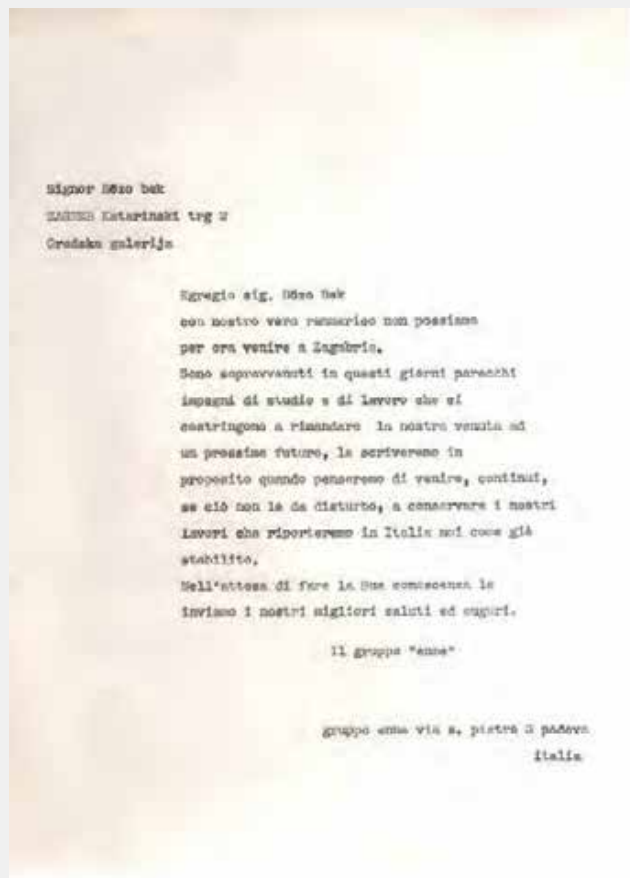 Signor Božo bek
ZAGREB Katarinski trg 2
Gradska galerija
Egregio sig. Božo Bek
con nostro vero rammarico non possiamo
per ora venire a Zagabria.
Sono sopravvenuti in questi giorni parecchi
impegni di studio e di lavoro che ci
costringono a rimandare la nostra venuta ad
un prossimo futuro, le scriveremo in
proposito quando penseremo di venire, continui,
se ciò non le da disturbo, a conservare i nostri
lavori che riporteremo in Italia noi come già
stabilito.
Nell'attesa di fare la Sua conoscenza le
inviamo i nostri migliori saluti ed auguri.
il gruppo "enne"
gruppo enne via s. pietro 3 padova
italia